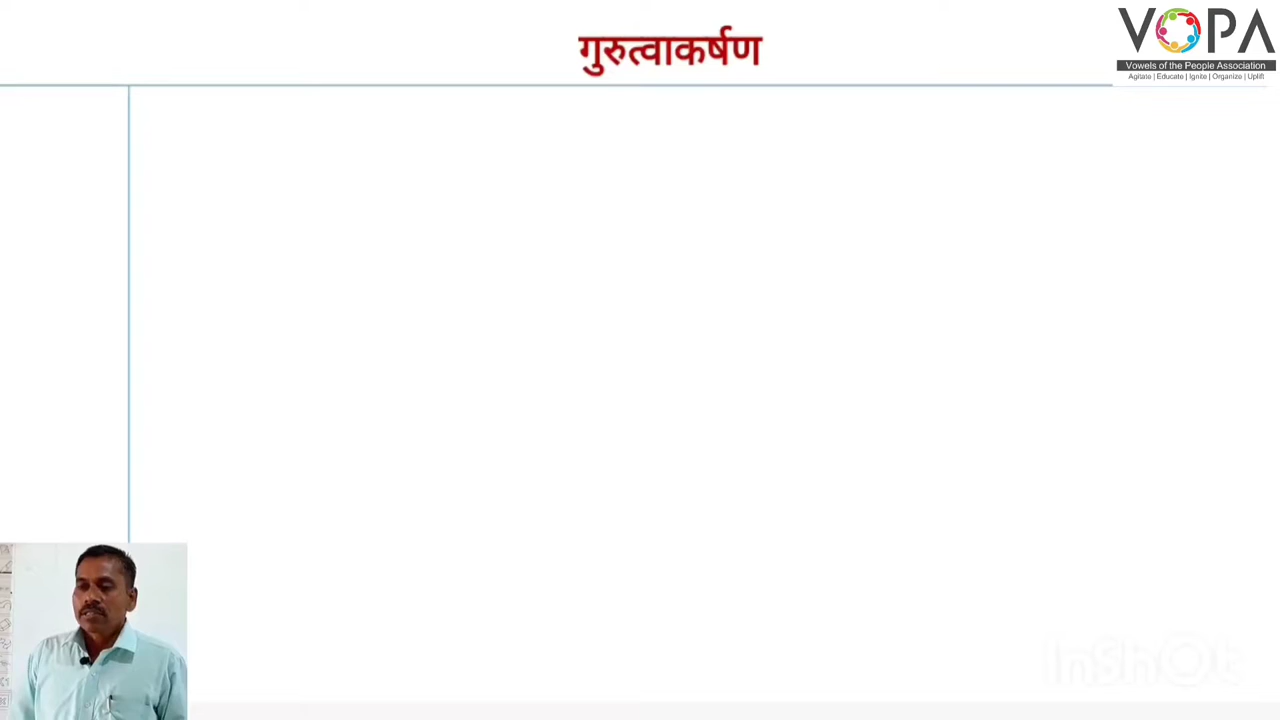 गुरुत्वाकर्षण
VOPA
Vowels of the People Association
Agitate | Educate | Ignite | Organize | Uplift
InShOt